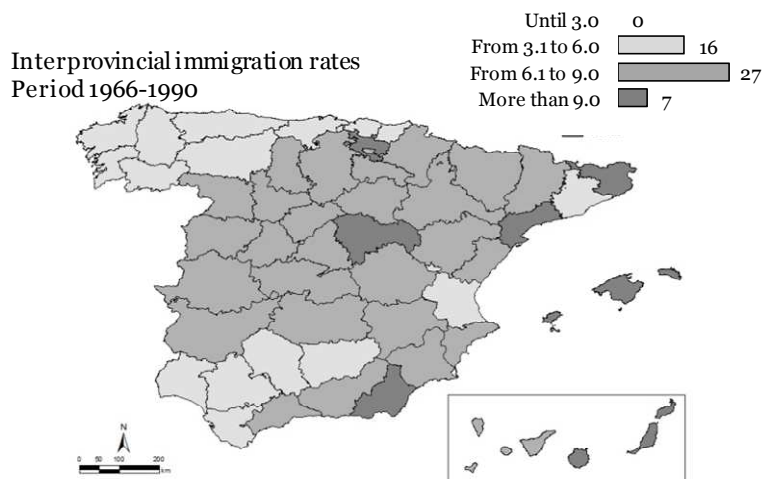 Until 3.0 0
Interprovincial immigration rates
From 3.1 to 6.0 16
Period 1966-1990
From 6.1 to 9.0 27
More than 9.0 7
N
0 50 100 200
km